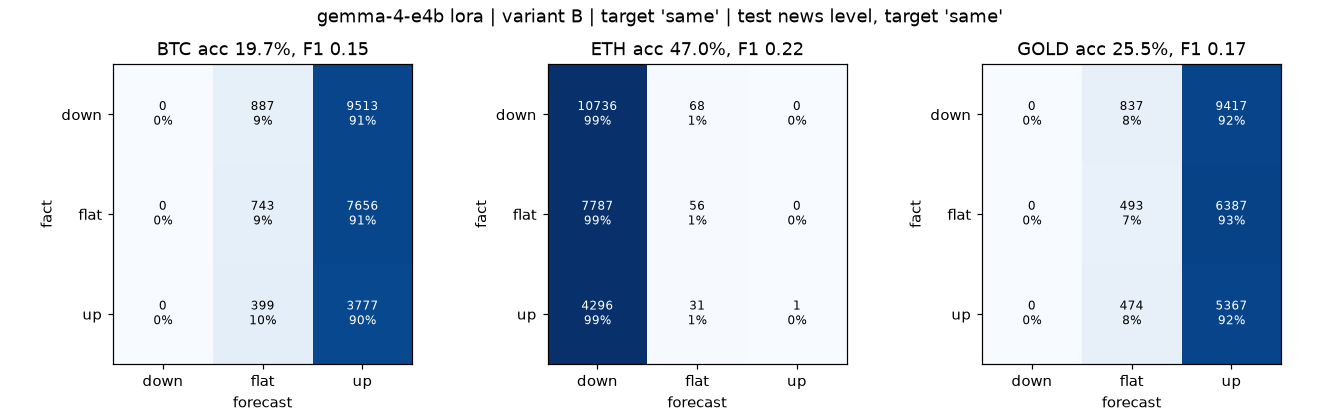 gemma-4-e4b lora | variant B | target 'same' | test news level, target 'same'
BTC acc 19.7%, F1 0.15
fact
down
flat
up
0
0%
887
9%
9513
91%
0
0%
743
9%
7656
91%
0
0%
399
10%
3777
90%
down
flat
up
forecast
ETH acc 47.0%, F1 0.22
fact
down
flat
up
10736
99%
68
1%
0
0%
7787
99%
56
1%
0
0%
4296
99%
31
1%
1
0%
down
flat
up
forecast
GOLD acc 25.5%, F1 0.17
fact
down
flat
up
0
0%
837
8%
9417
92%
0
0%
493
7%
6387
93%
0
0%
474
8%
5367
92%
down
flat
up
forecast